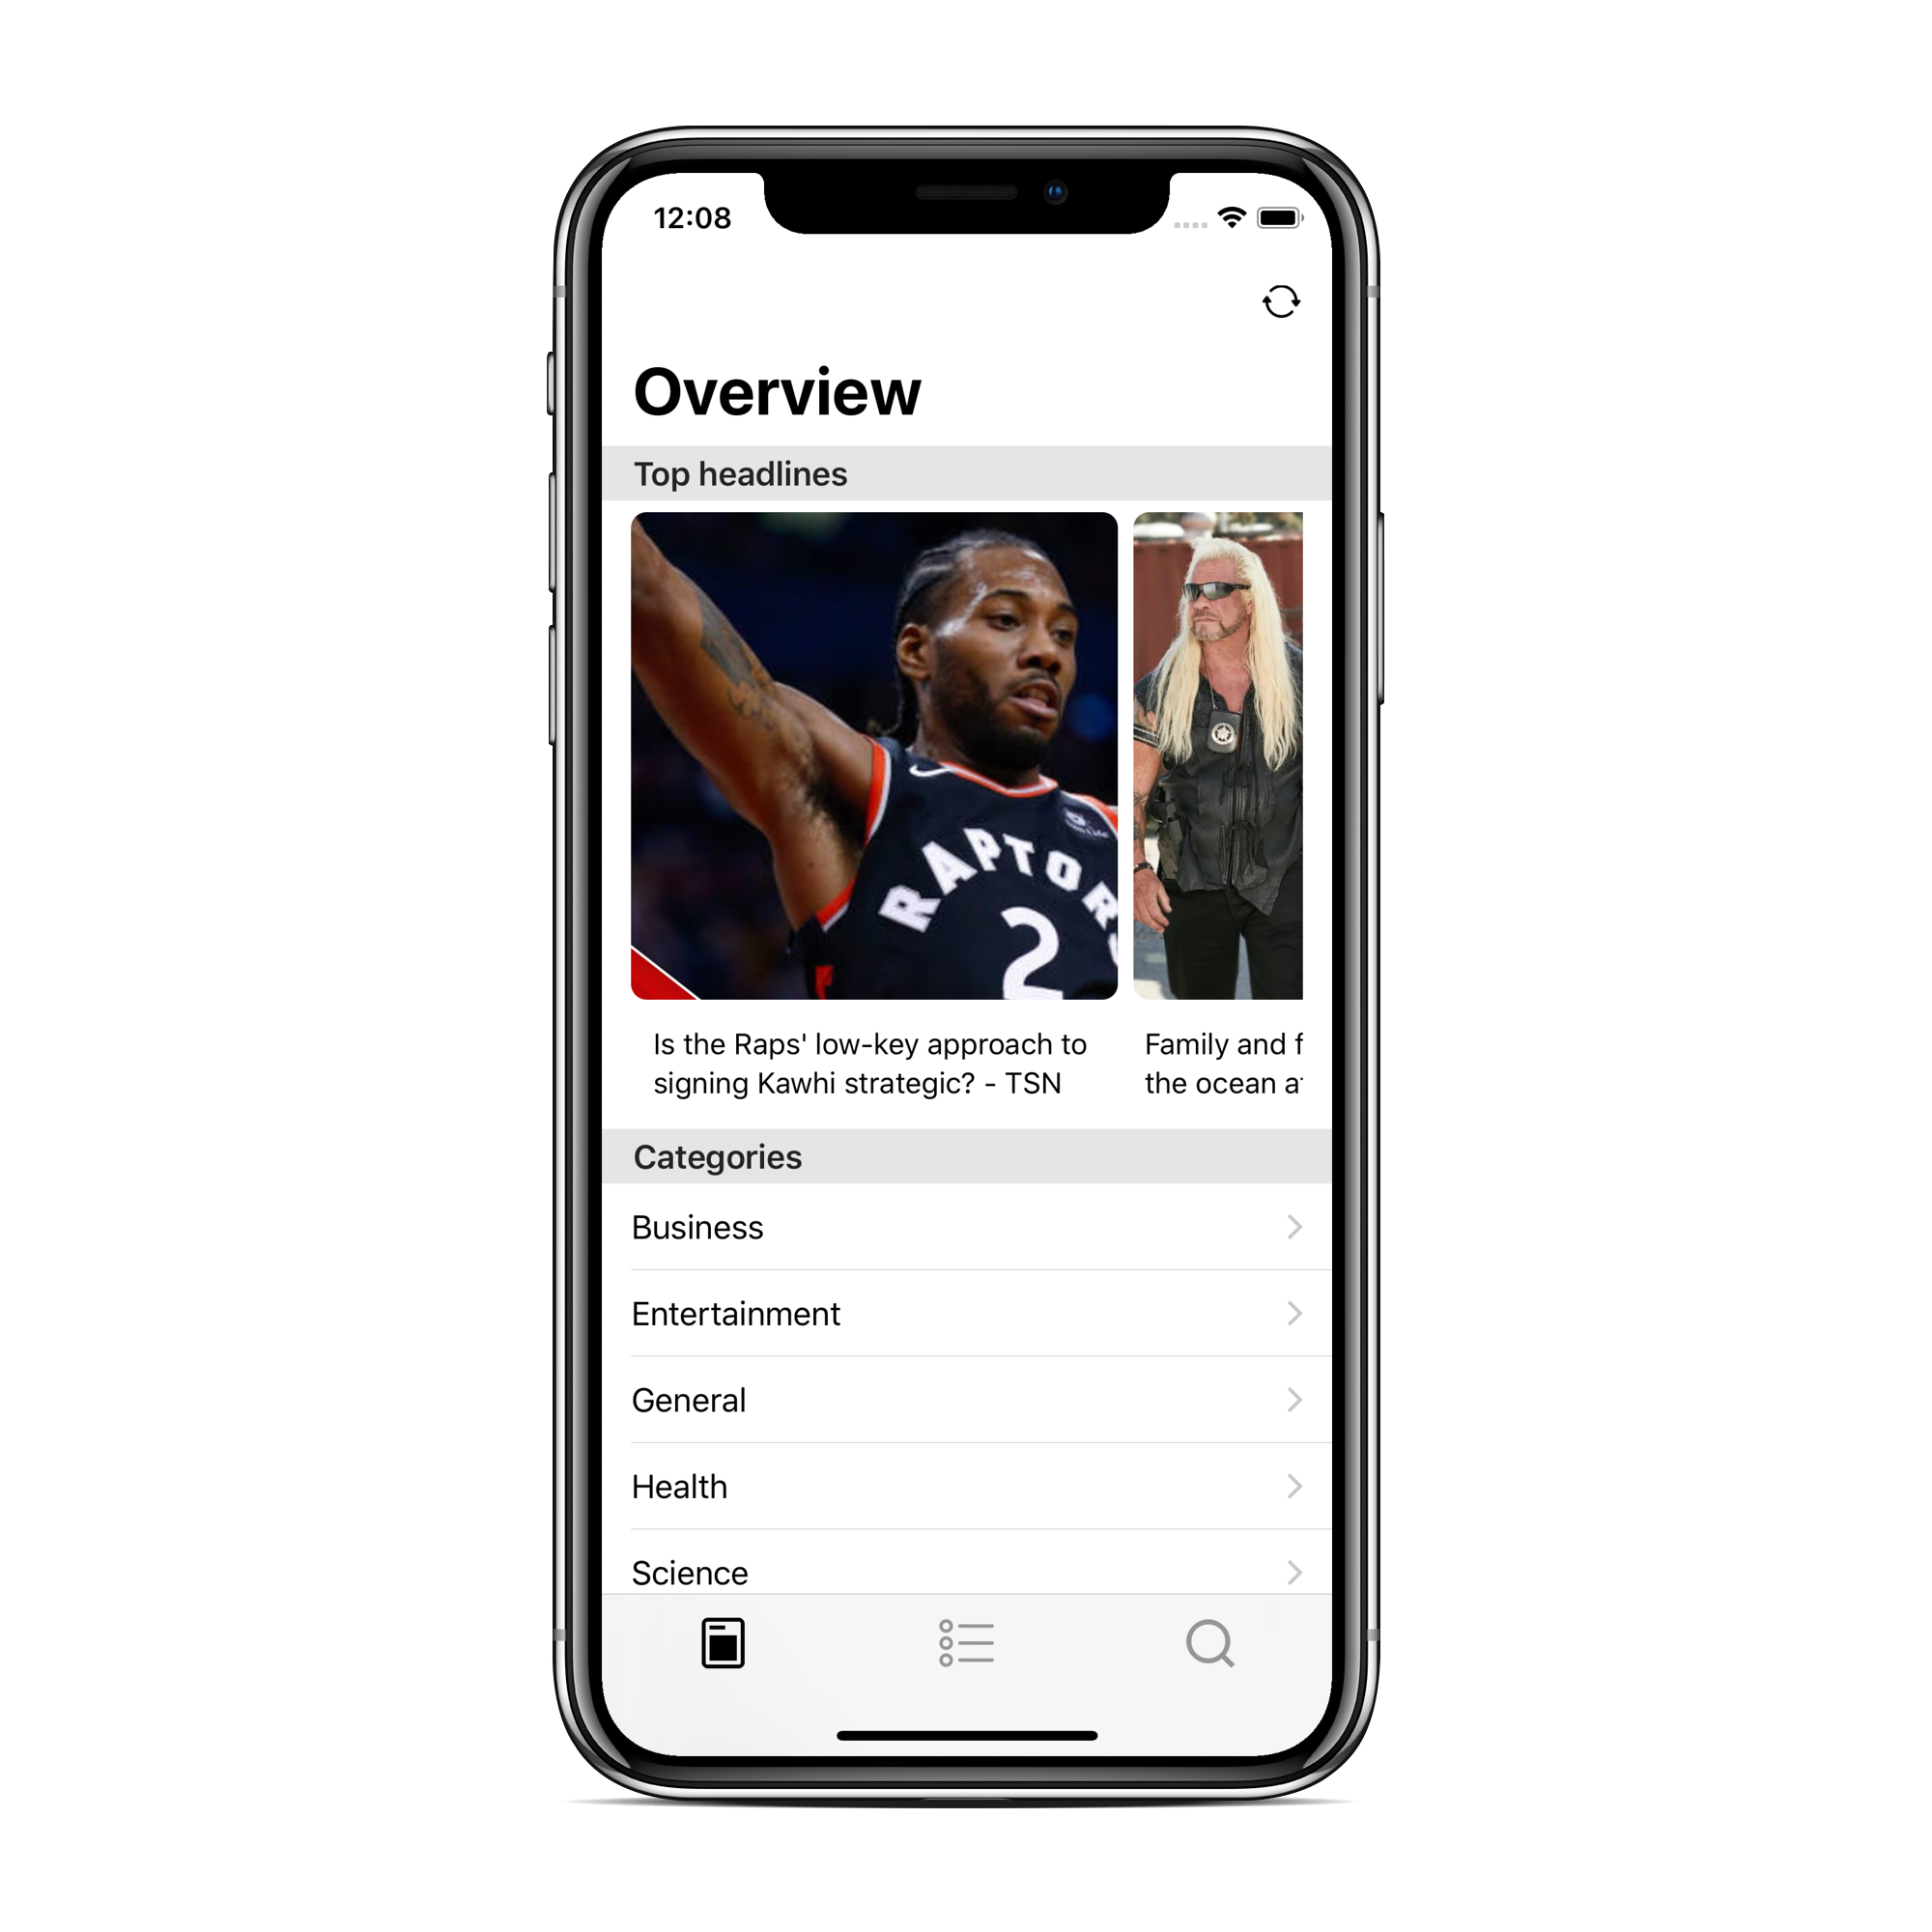 12:08
Overview
Top headlines
RAPTOR
2
Is the Raps' low-key approach to
signing Kawhi strategic? - TSN
Family and f
the ocean
Categories
Business
Entertainment
General
Health
Science